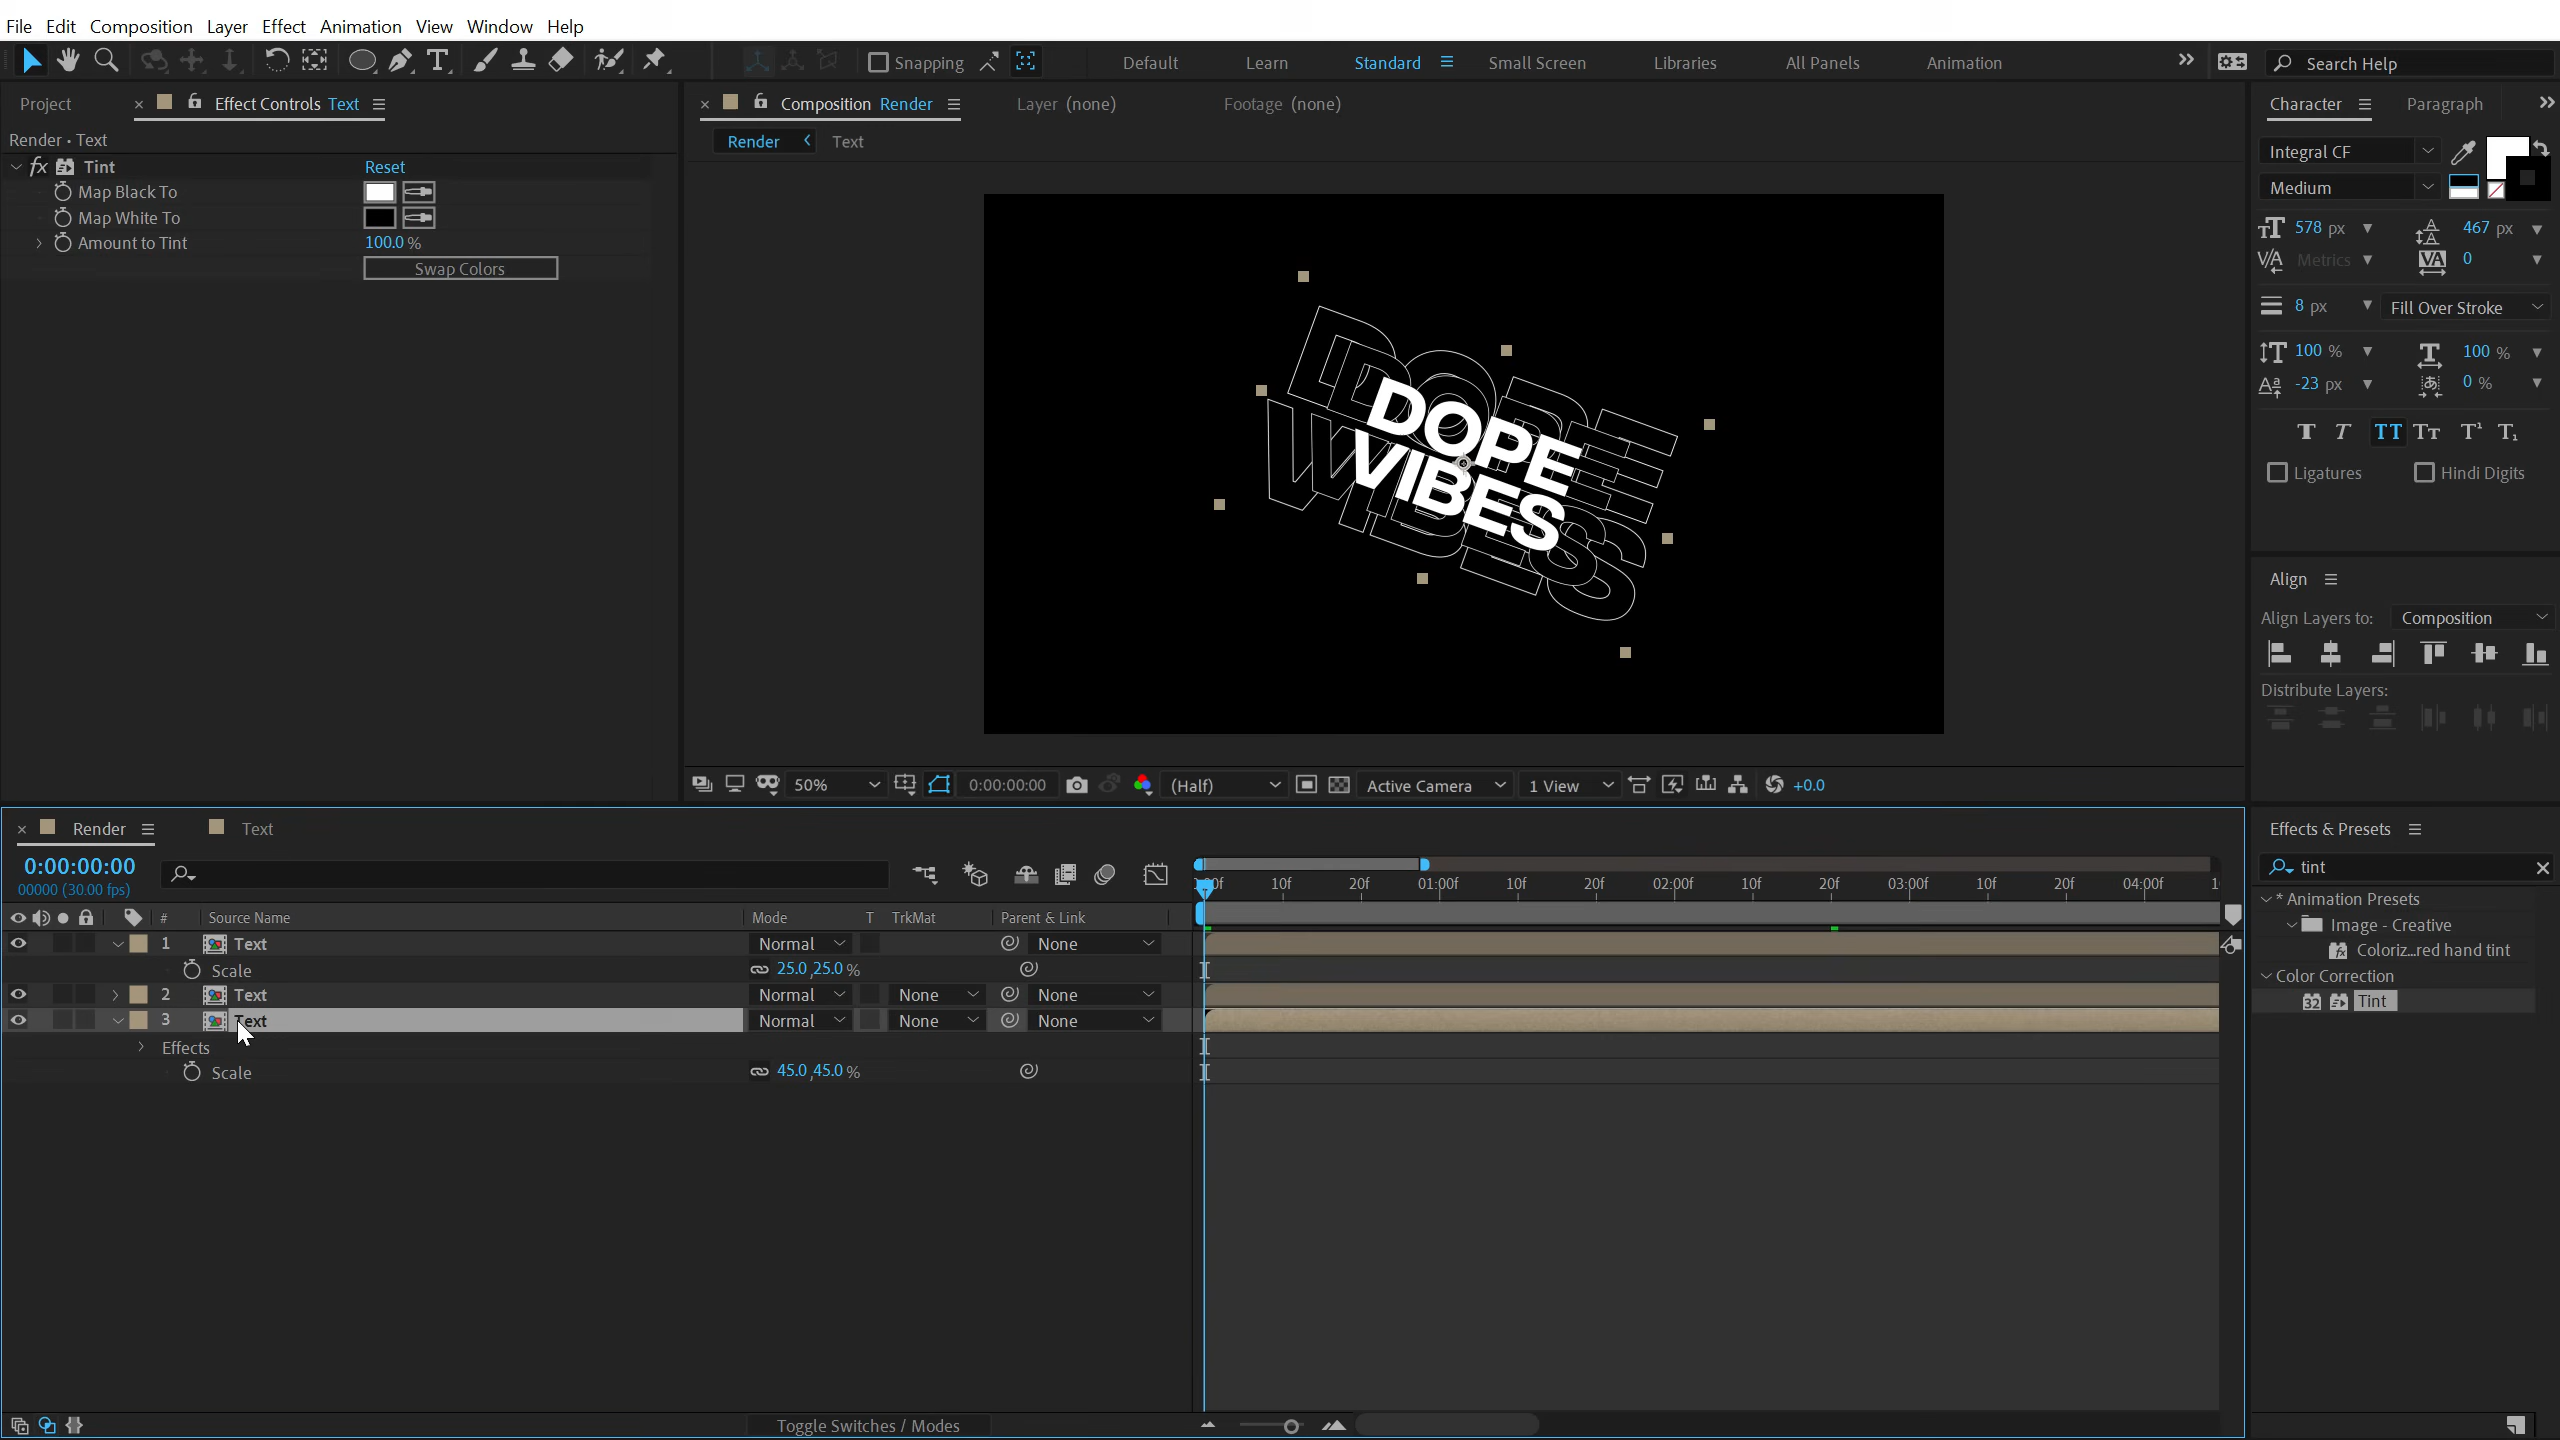 File Edit Composition Layer Effect Animation View Window Help
Snapping Default Learn Standard Small Screen Libraries All Panels Animation Search Help
Project Effect Controls Text
Render • Text
fx Tint Reset
Map Black To
Map White To
Amount to Tint 100.0 %
Swap Colors
Composition Render Layer (none) Footage (none)
Render Text
DOPE
VIBES
50% 0:00:00:00 (Half) Active Camera 1 View +0.0
Character Paragraph
Integral CF
Medium
578 px 467 px
Metrics 0
8 px Fill Over Stroke
100 % 100 %
-23 px 0 %
Ligatures Hindi Digits
Align
Align Layers to: Composition
Distribute Layers:
Effects & Presets
tint
* Animation Presets
Image - Creative
Coloriz...red hand tint
Color Correction
32 Tint
Render Text
0:00:00:00
00000 (30.00 fps)
10f 20f 01:00f 10f 20f 02:00f 10f 20f 03:00f 10f 20f 04:00f
# Source Name Mode T TrkMat Parent & Link
1 Text Normal None
Scale 25.0 ,25.0 %
2 Text Normal None None
3 Text Normal None None
Effects
Scale 45.0 ,45.0 %
Toggle Switches / Modes